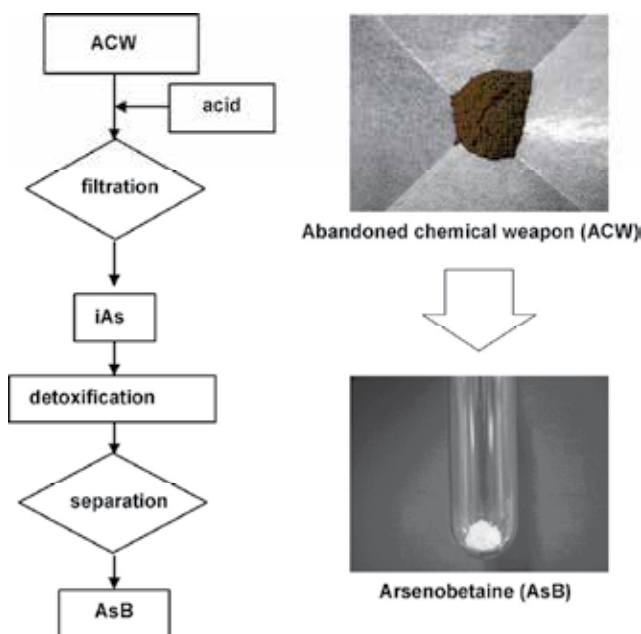 ACW
acid
filtration
iAs
detoxification
separation
AsB
Abandoned chemical weapon (ACW)
Arsenobetaine (AsB)